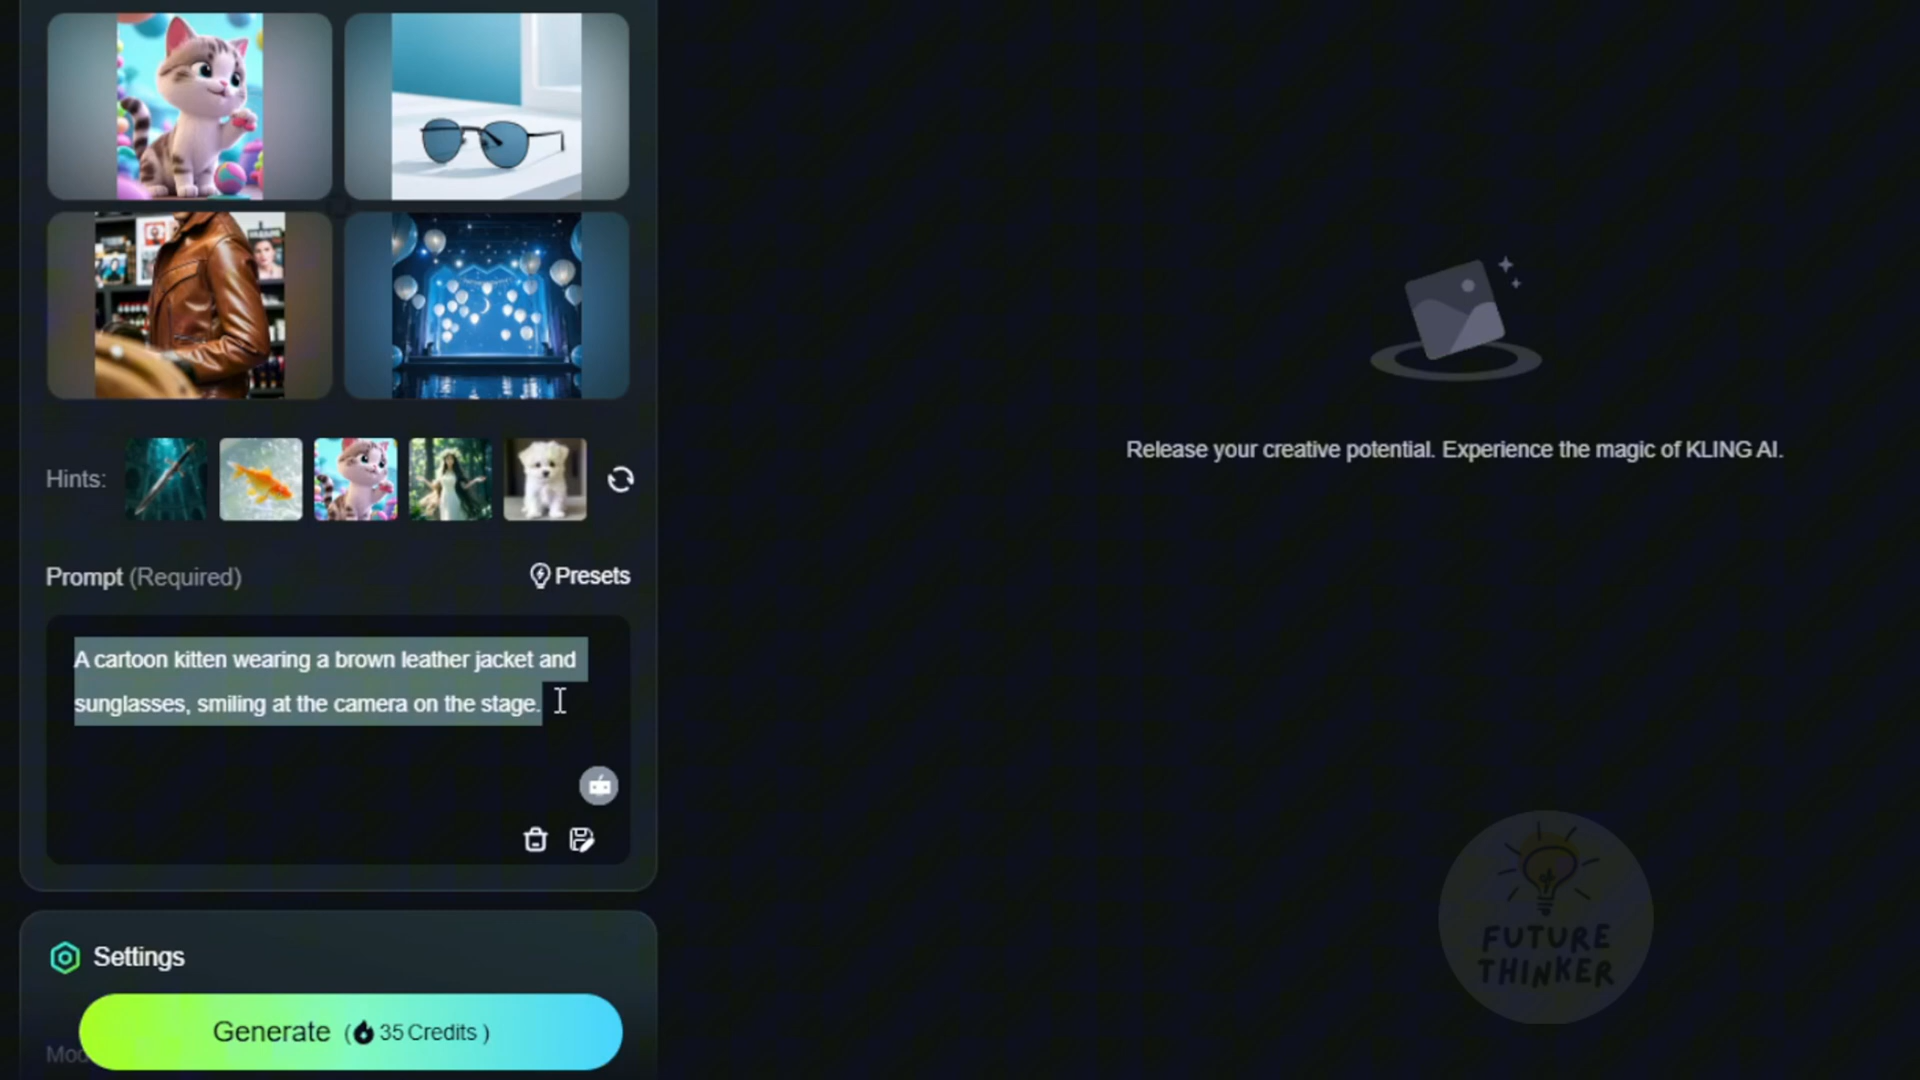 Hints:
Prompt (Required)
Presets
A cartoon kitten wearing a brown leather jacket and
sunglasses, smiling at the camera on the stage.
Settings
Generate ( 35 Credits )
Release your creative potential. Experience the magic of KLING AI.
FUTURE
THINKER